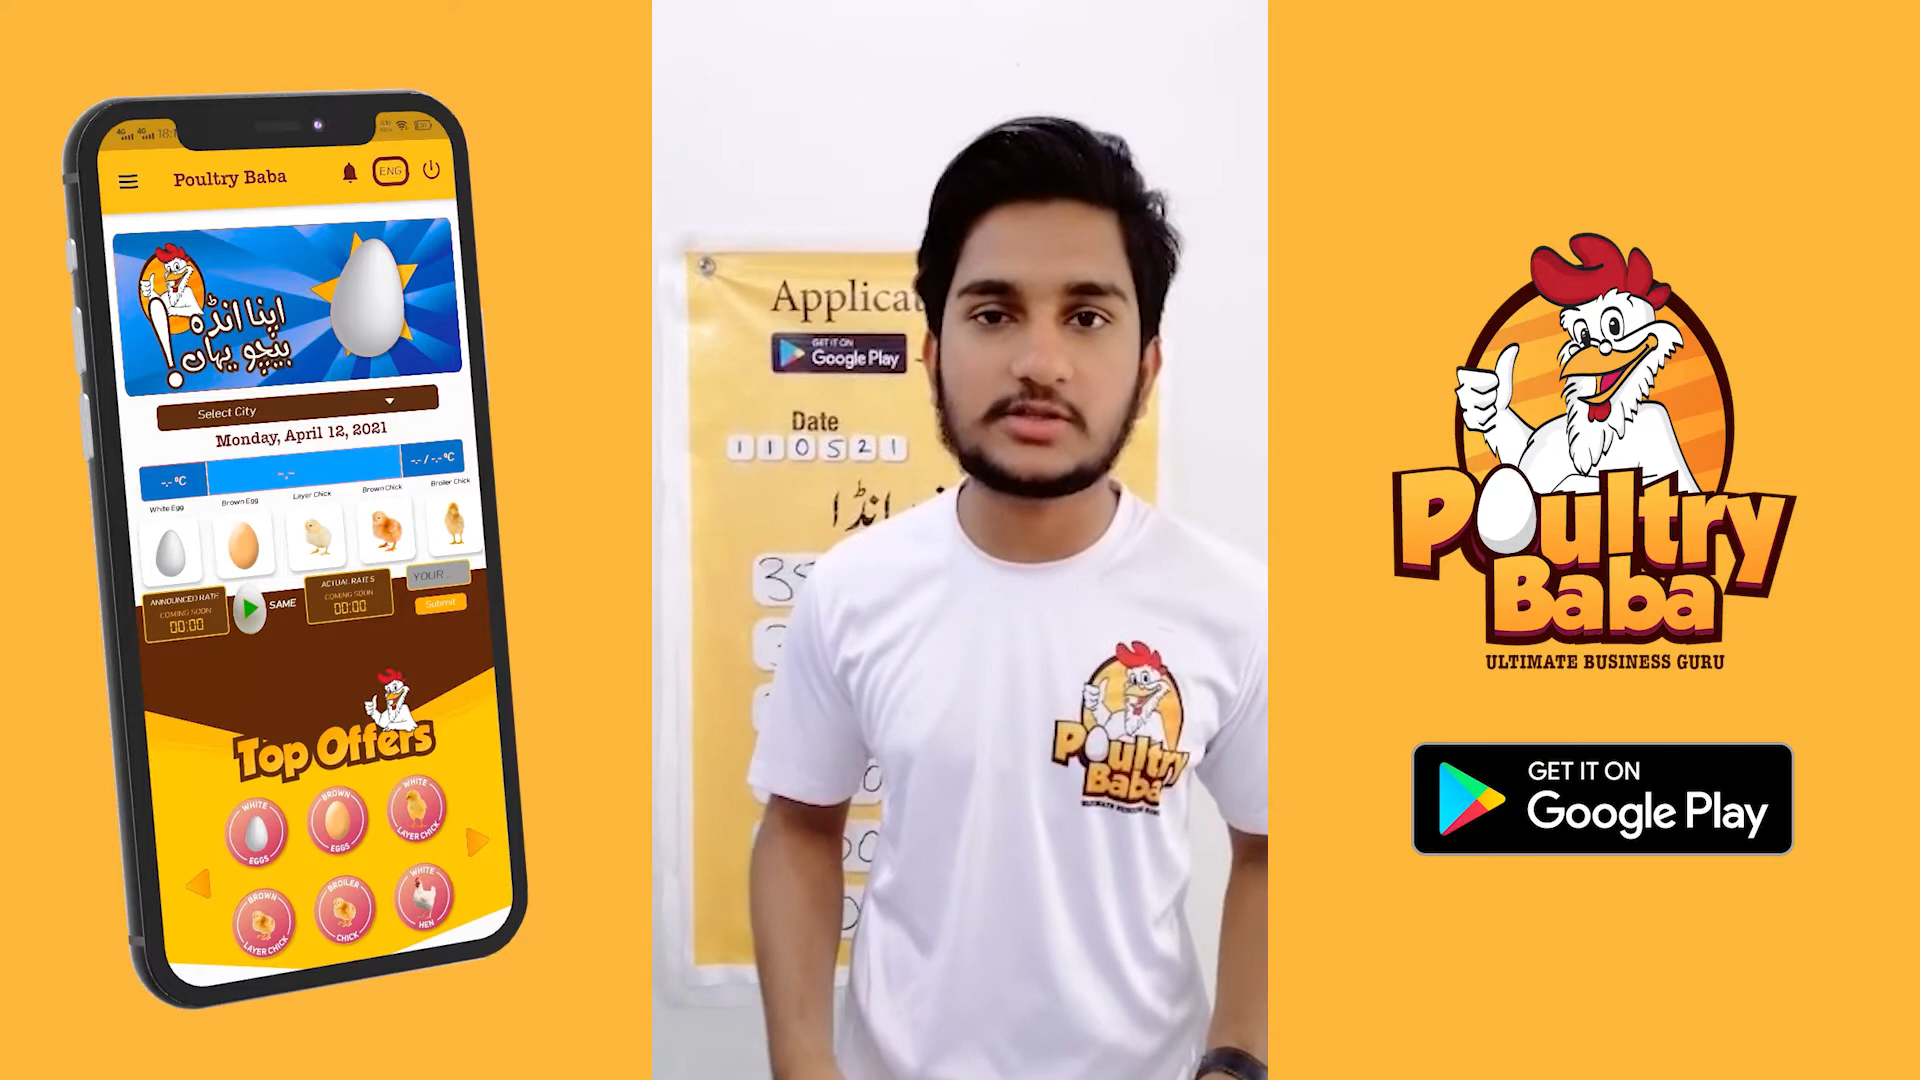 4G 4G
Poultry Baba
ENG
اپنا انڈہ
بیچو یہاں!
Select City
Monday, April 12, 2021
-.- °C
-.-
-.- / -.- °C
White Egg
Brown Egg
Layer Chick
Brown Chick
Broiler Chick
ANNOUNCED RATE
COMING SOON
00:00
SAME
ACTUAL RATES
COMING SOON
00:00
YOUR ...
Submit
Top Offers
WHITE
EGGS
BROWN
EGGS
WHITE
LAYER CHICK
BROWN
LAYER CHICK
BROILER
CHICK
WHITE
HEN
GET IT ON
Google Play
Date
110521
انڈا
Poultry
Baba
Poultry
Baba
ULTIMATE BUSINESS GURU
GET IT ON
Google Play